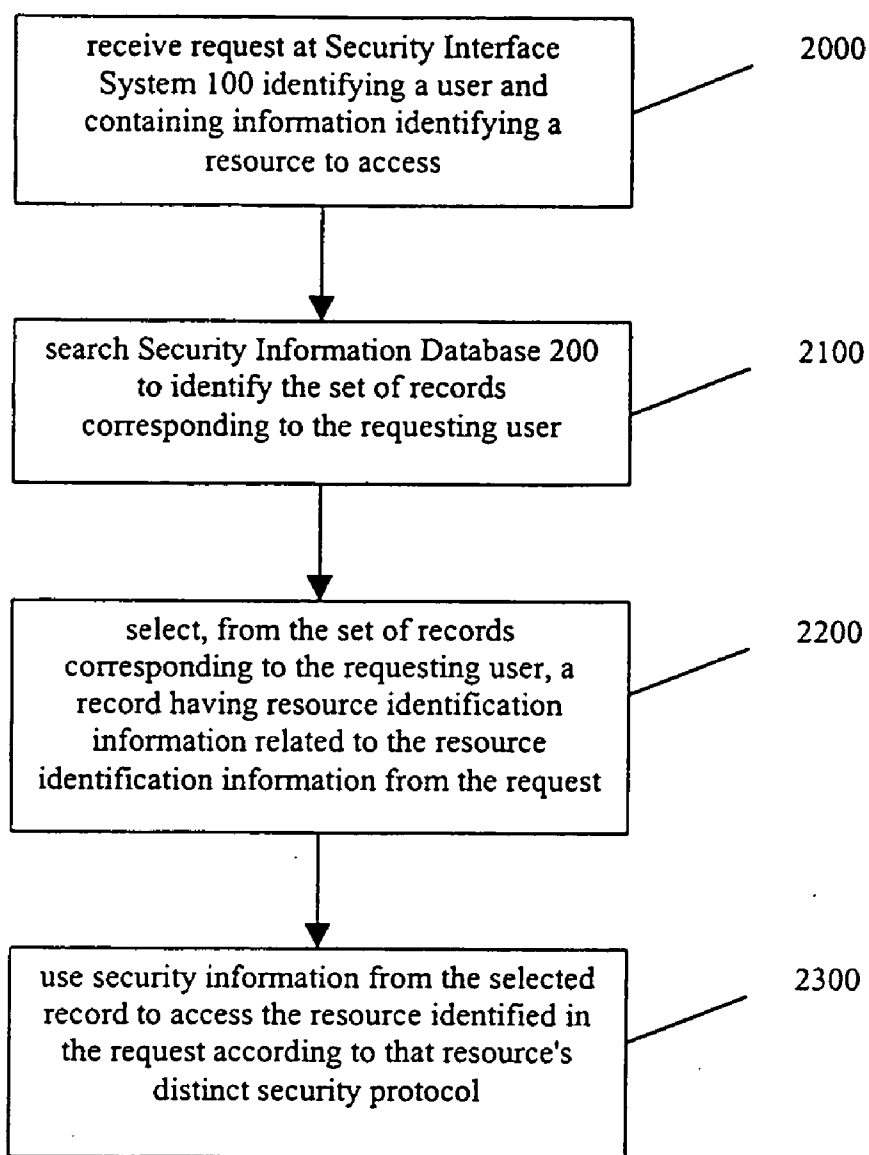 receive request at Security Interface
System 100 identifying a user and
containing information identifying a
resource to access
2000
search Security Information Database 200
to identify the set of records
corresponding to the requesting user
2100
select, from the set of records
corresponding to the requesting user, a
record having resource identification
information related to the resource
identification information from the request
2200
use security information from the selected
record to access the resource identified in
the request according to that resource's
distinct security protocol
2300